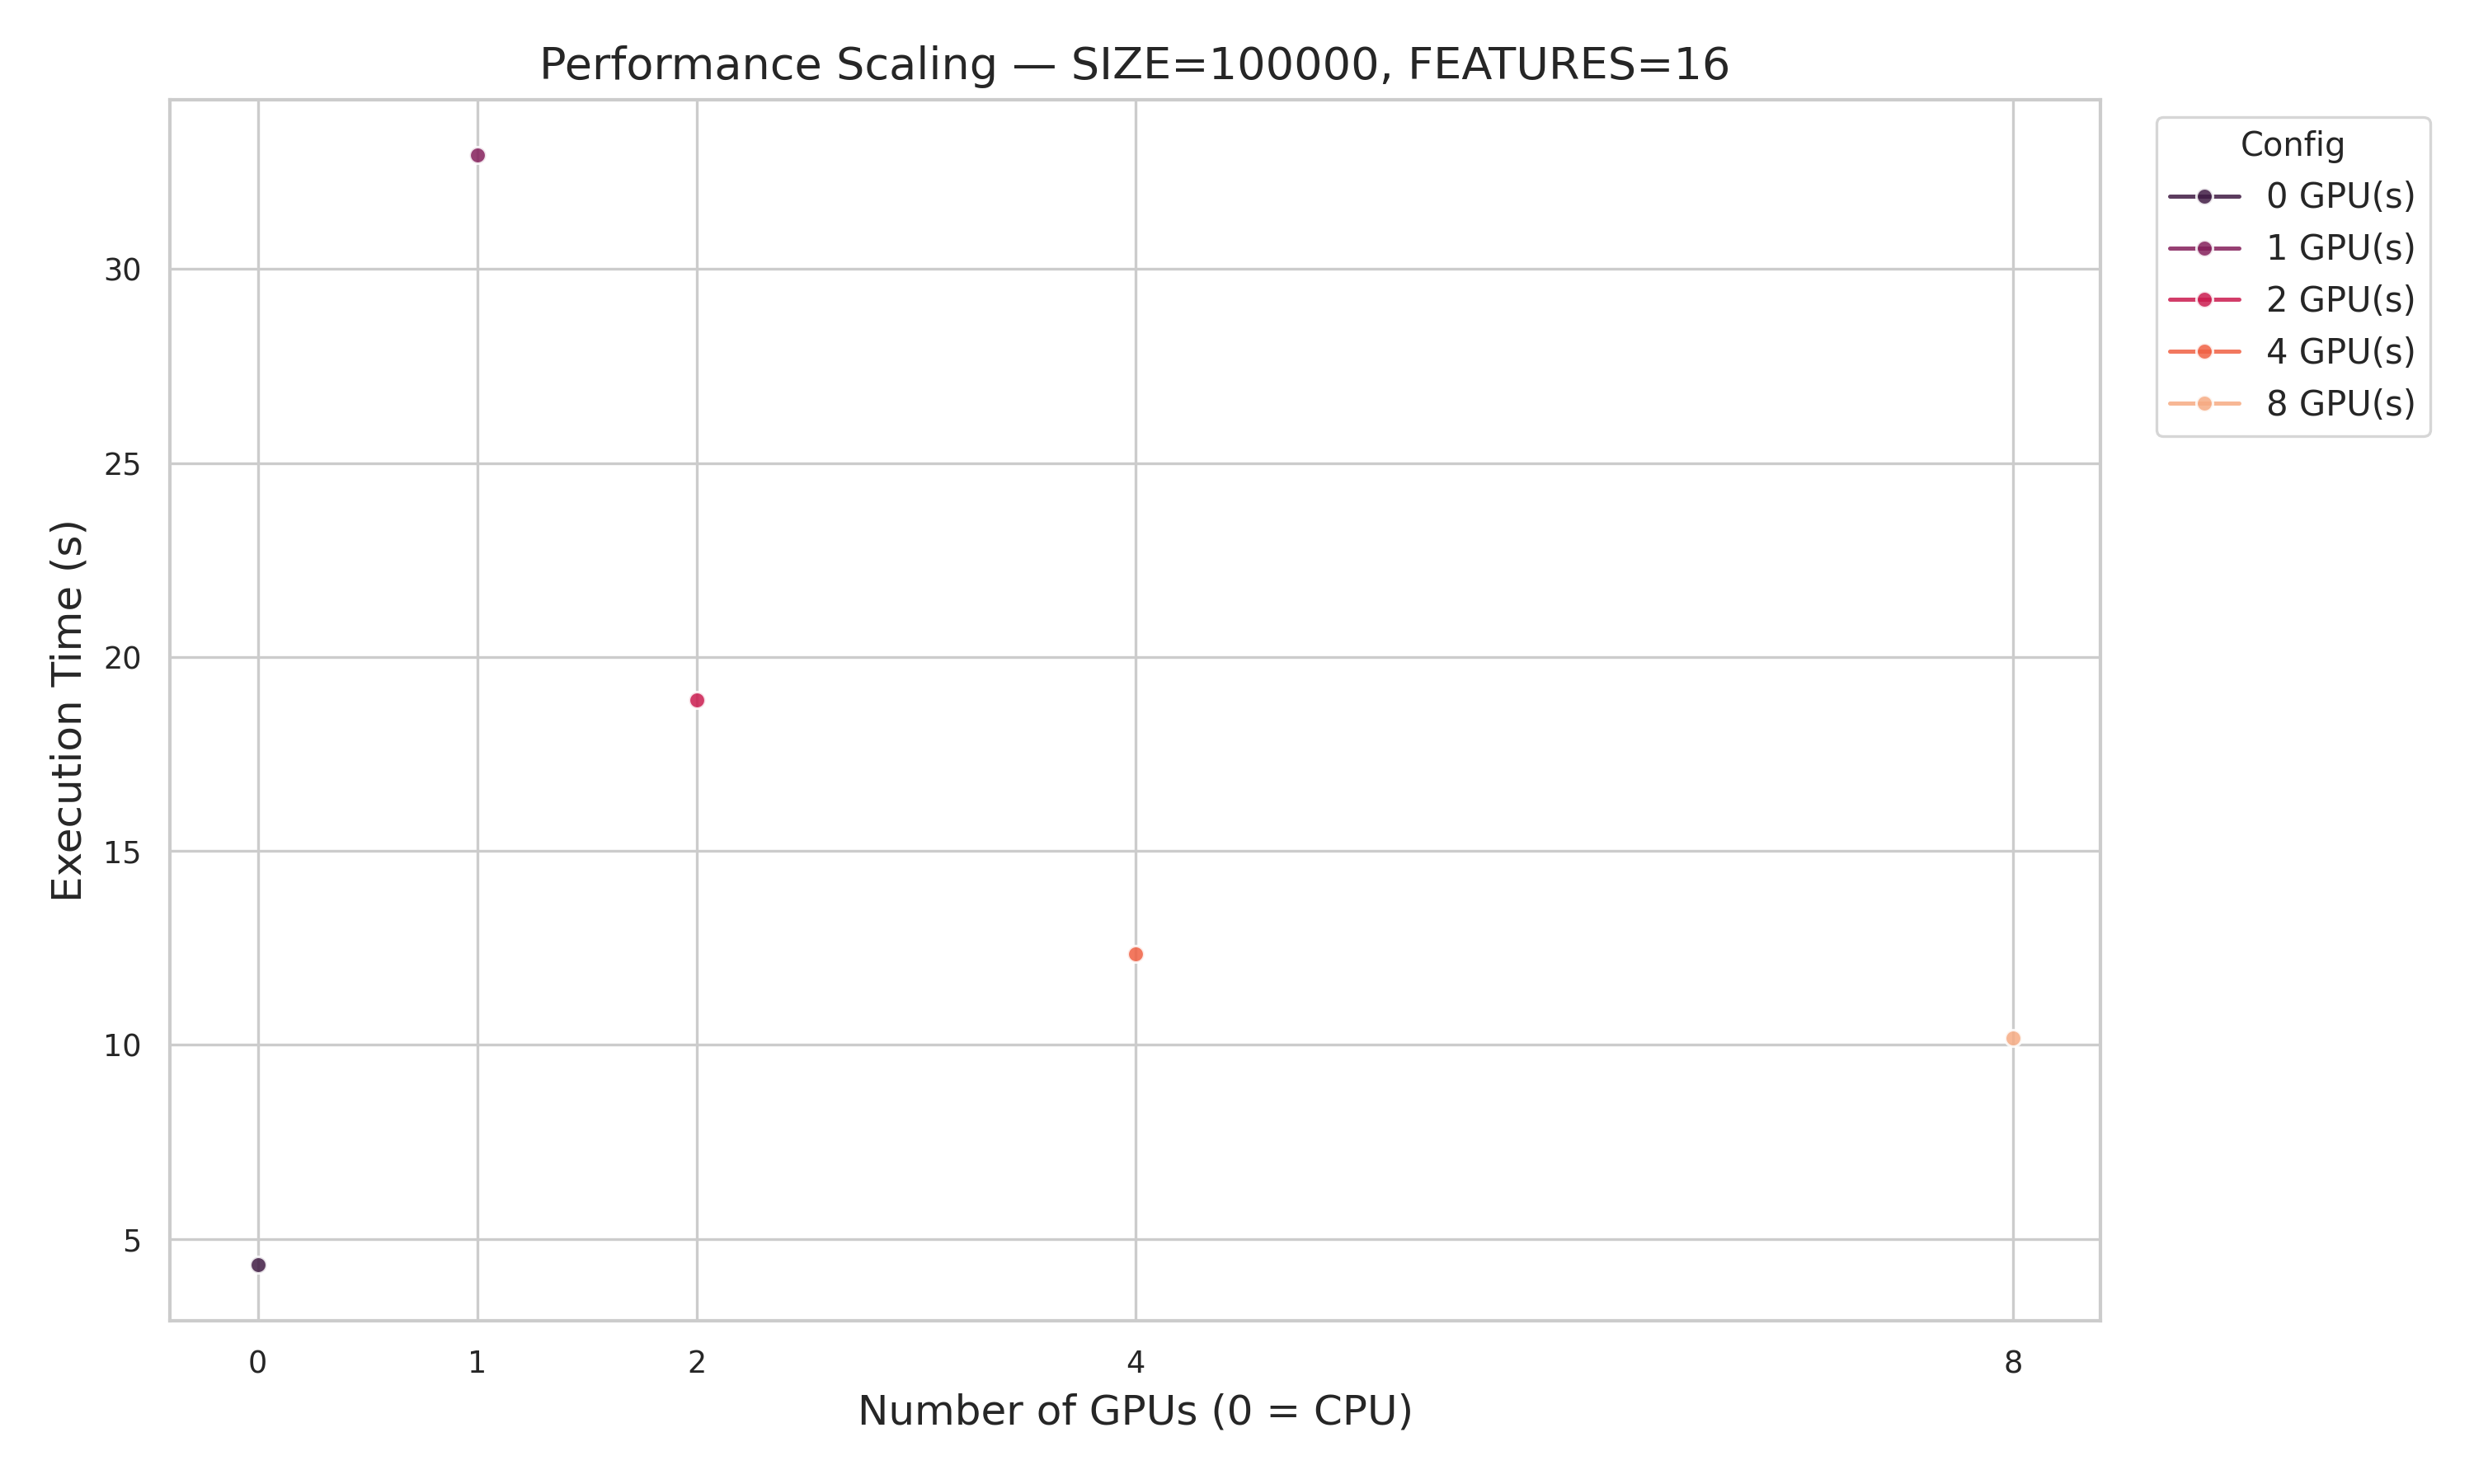 Performance Scaling — SIZE=100000, FEATURES=16
Config
0 GPU(s)
1 GPU(s)
2 GPU(s)
4 GPU(s)
8 GPU(s)
Execution Time (s)
30
25
20
15
10
5
0 1 2 4 8
Number of GPUs (0 = CPU)